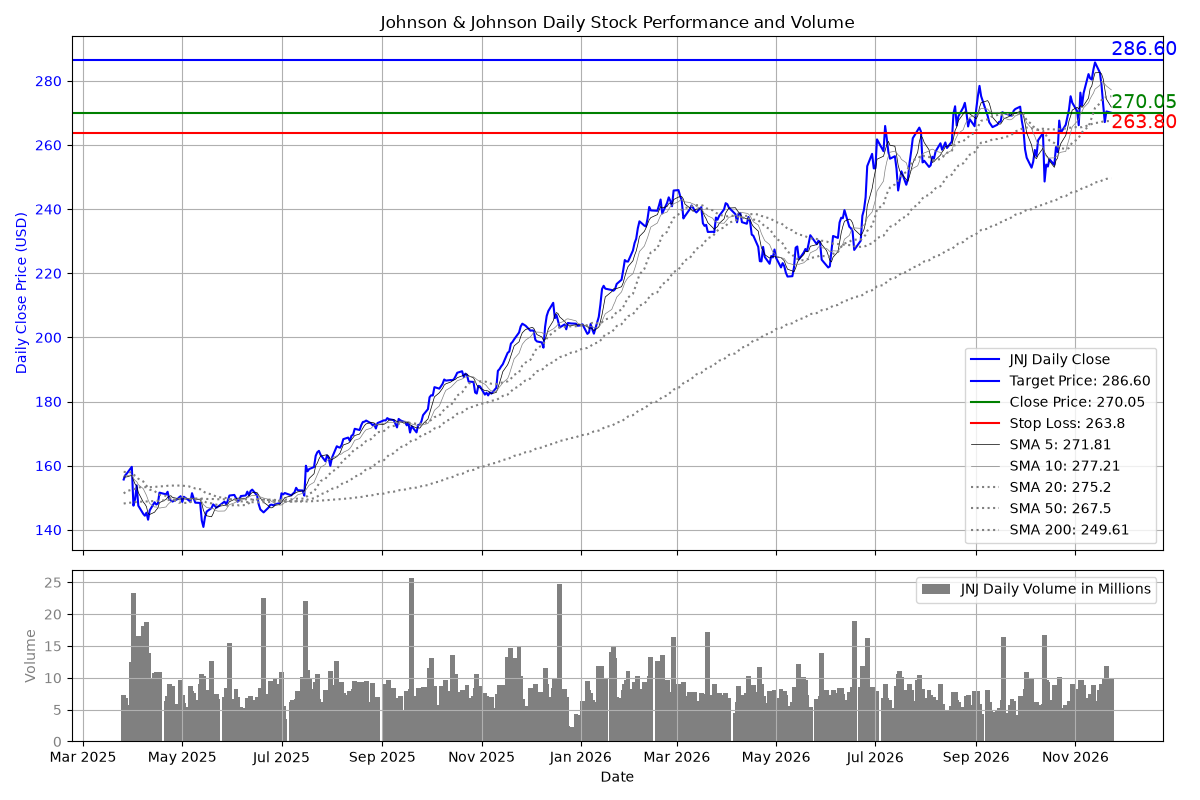 Johnson & Johnson Daily Stock Performance and Volume
286.60
270.05
263.80
Daily Close Price (USD)
280
260
240
220
200
180
160
140
JNJ Daily Close
Target Price: 286.60
Close Price: 270.05
Stop Loss: 263.8
SMA 5: 271.81
SMA 10: 277.21
SMA 20: 275.2
SMA 50: 267.5
SMA 200: 249.61
Volume
25
20
15
10
5
0
JNJ Daily Volume in Millions
Mar 2025 May 2025 Jul 2025 Sep 2025 Nov 2025 Jan 2026 Mar 2026 May 2026 Jul 2026 Sep 2026 Nov 2026
Date